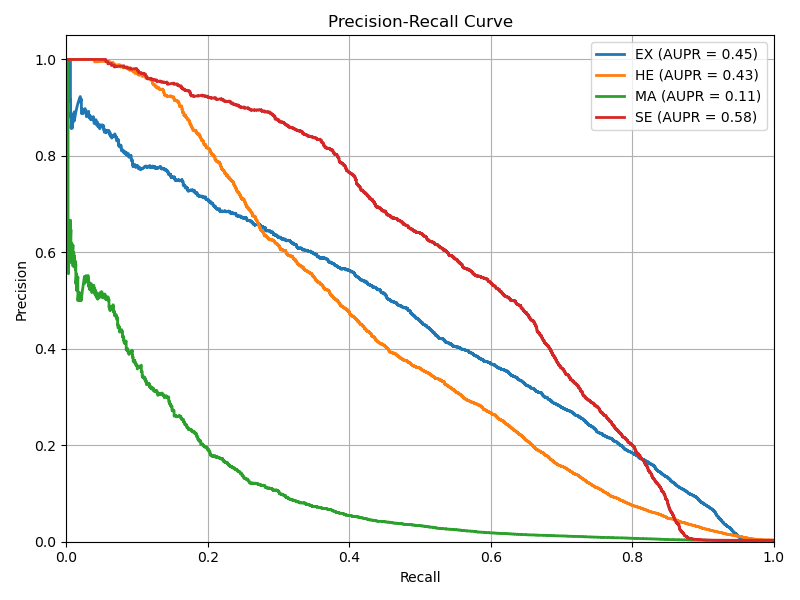 Precision-Recall Curve
EX (AUPR = 0.45)
HE (AUPR = 0.43)
MA (AUPR = 0.11)
SE (AUPR = 0.58)
Precision
1.0
0.8
0.6
0.4
0.2
0.0
0.0 0.2 0.4 0.6 0.8 1.0
Recall